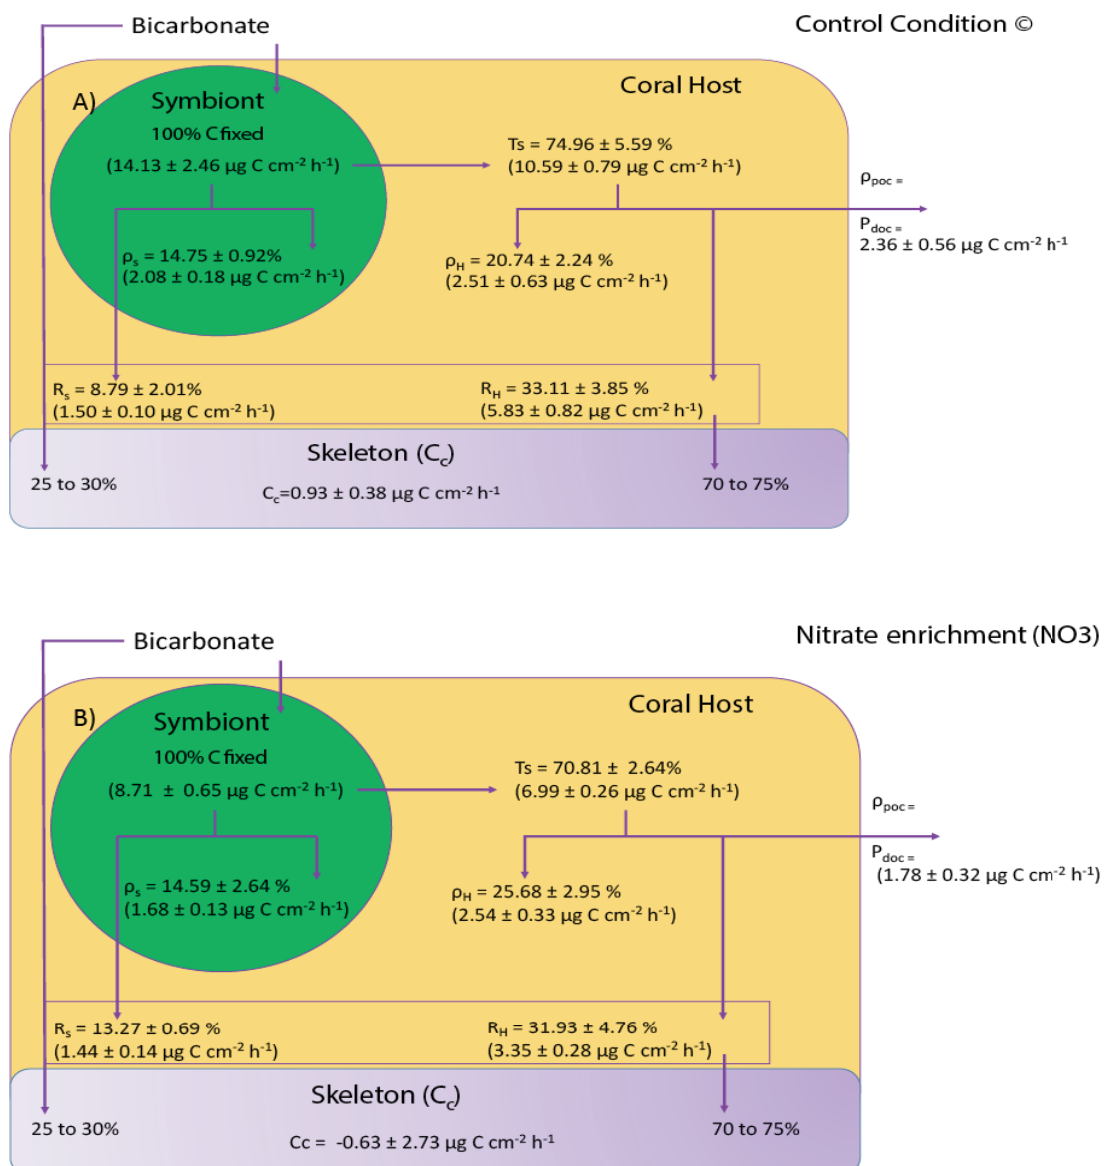 Bicarbonate
Control Condition ©
A)
Symbiont
100% C fixed
(14.13 ± 2.46 µg C cm⁻² h⁻¹)
Coral Host
Ts = 74.96 ± 5.59 %
(10.59 ± 0.79 µg C cm⁻² h⁻¹)
ρpoc =
Pdoc =
2.36 ± 0.56 µg C cm⁻² h⁻¹
ρs = 14.75 ± 0.92%
(2.08 ± 0.18 µg C cm⁻² h⁻¹)
ρH = 20.74 ± 2.24 %
(2.51 ± 0.63 µg C cm⁻² h⁻¹)
Rs = 8.79 ± 2.01%
(1.50 ± 0.10 µg C cm⁻² h⁻¹)
RH = 33.11 ± 3.85 %
(5.83 ± 0.82 µg C cm⁻² h⁻¹)
Skeleton (Cc)
25 to 30%
Cc=0.93 ± 0.38 µg C cm⁻² h⁻¹
70 to 75%
Bicarbonate
Nitrate enrichment (NO3)
B)
Symbiont
100% C fixed
(8.71 ± 0.65 µg C cm⁻² h⁻¹)
Coral Host
Ts = 70.81 ± 2.64%
(6.99 ± 0.26 µg C cm⁻² h⁻¹)
ρpoc =
Pdoc =
(1.78 ± 0.32 µg C cm⁻² h⁻¹)
ρs = 14.59 ± 2.64 %
(1.68 ± 0.13 µg C cm⁻² h⁻¹)
ρH = 25.68 ± 2.95 %
(2.54 ± 0.33 µg C cm⁻² h⁻¹)
Rs = 13.27 ± 0.69 %
(1.44 ± 0.14 µg C cm⁻² h⁻¹)
RH = 31.93 ± 4.76 %
(3.35 ± 0.28 µg C cm⁻² h⁻¹)
Skeleton (Cc)
25 to 30%
Cc = -0.63 ± 2.73 µg C cm⁻² h⁻¹
70 to 75%